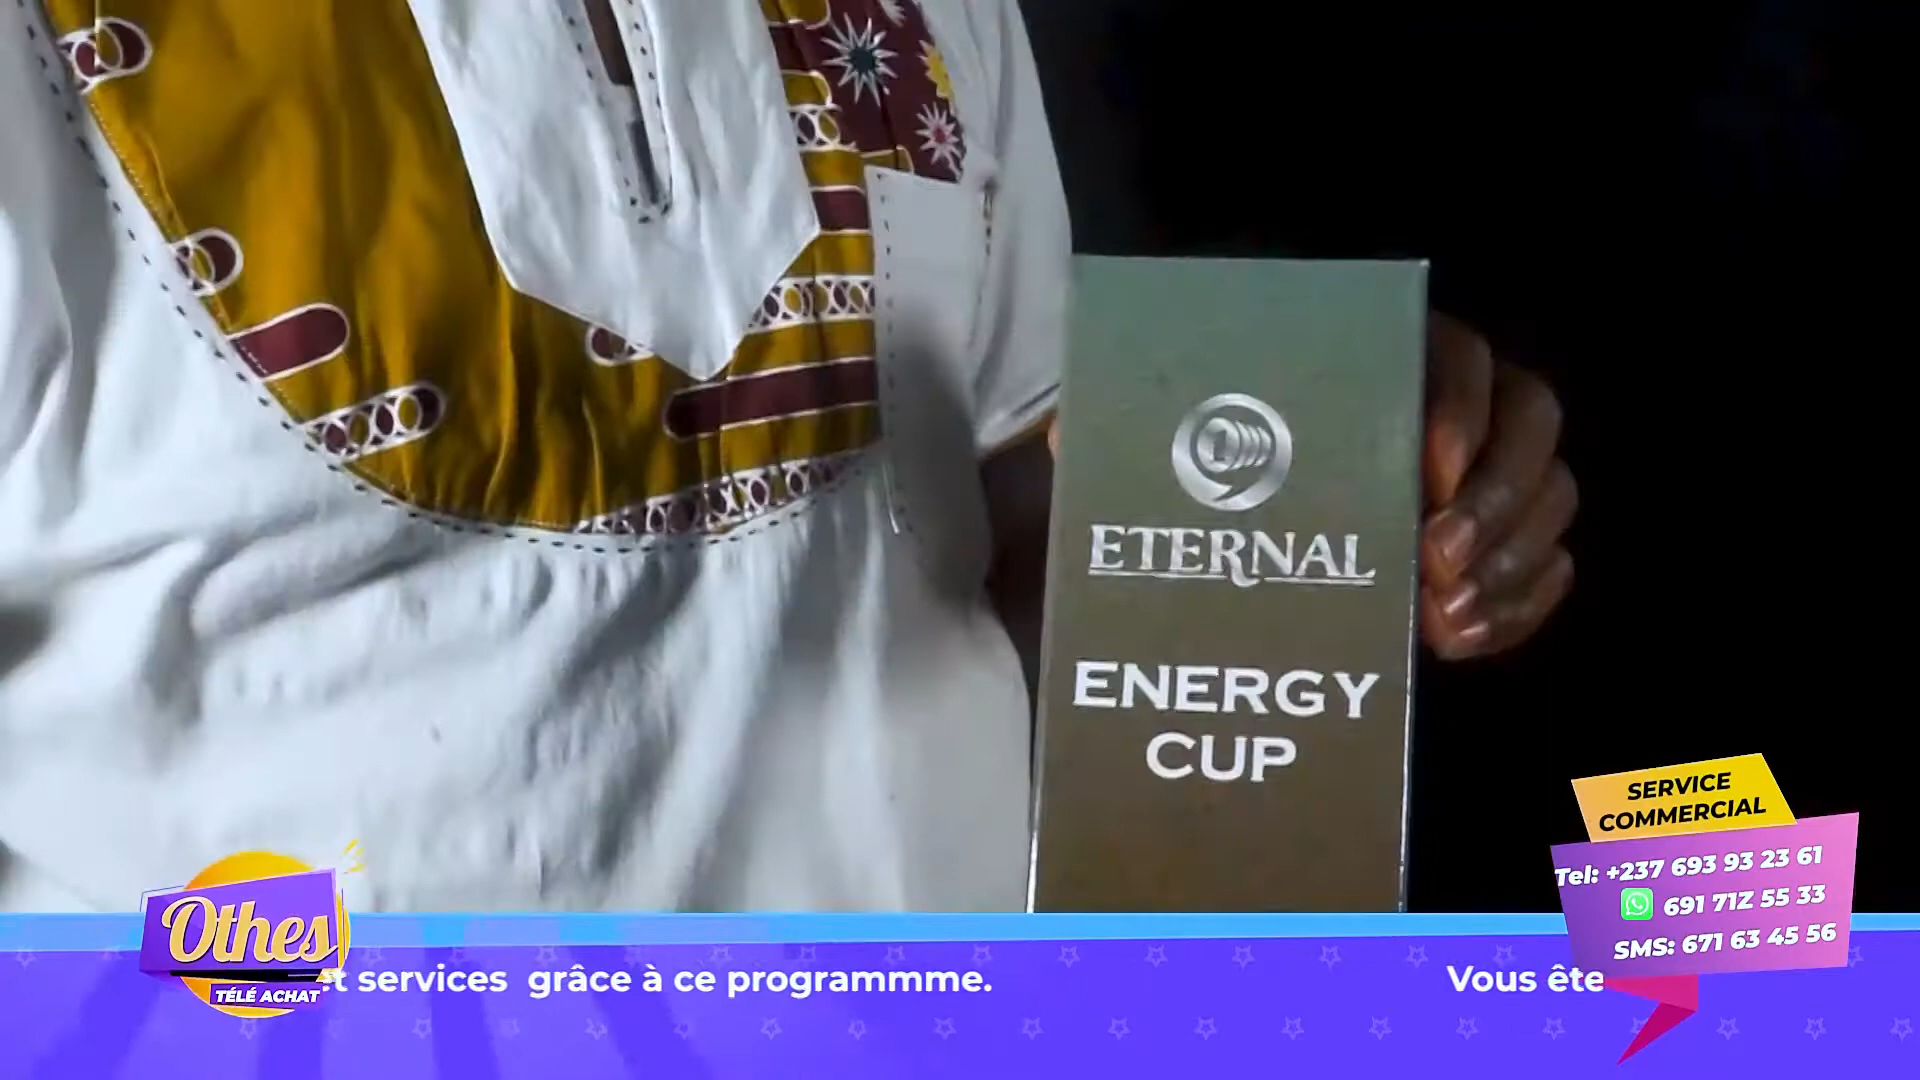 ETERNAL
ENERGY
CUP
SERVICE
COMMERCIAL
Tel: +237 693 93 23 61
691 71Z 55 33
SMS: 671 63 45 56
Othes
TÉLÉ ACHAT
t services grâce à ce programmme.
Vous ête